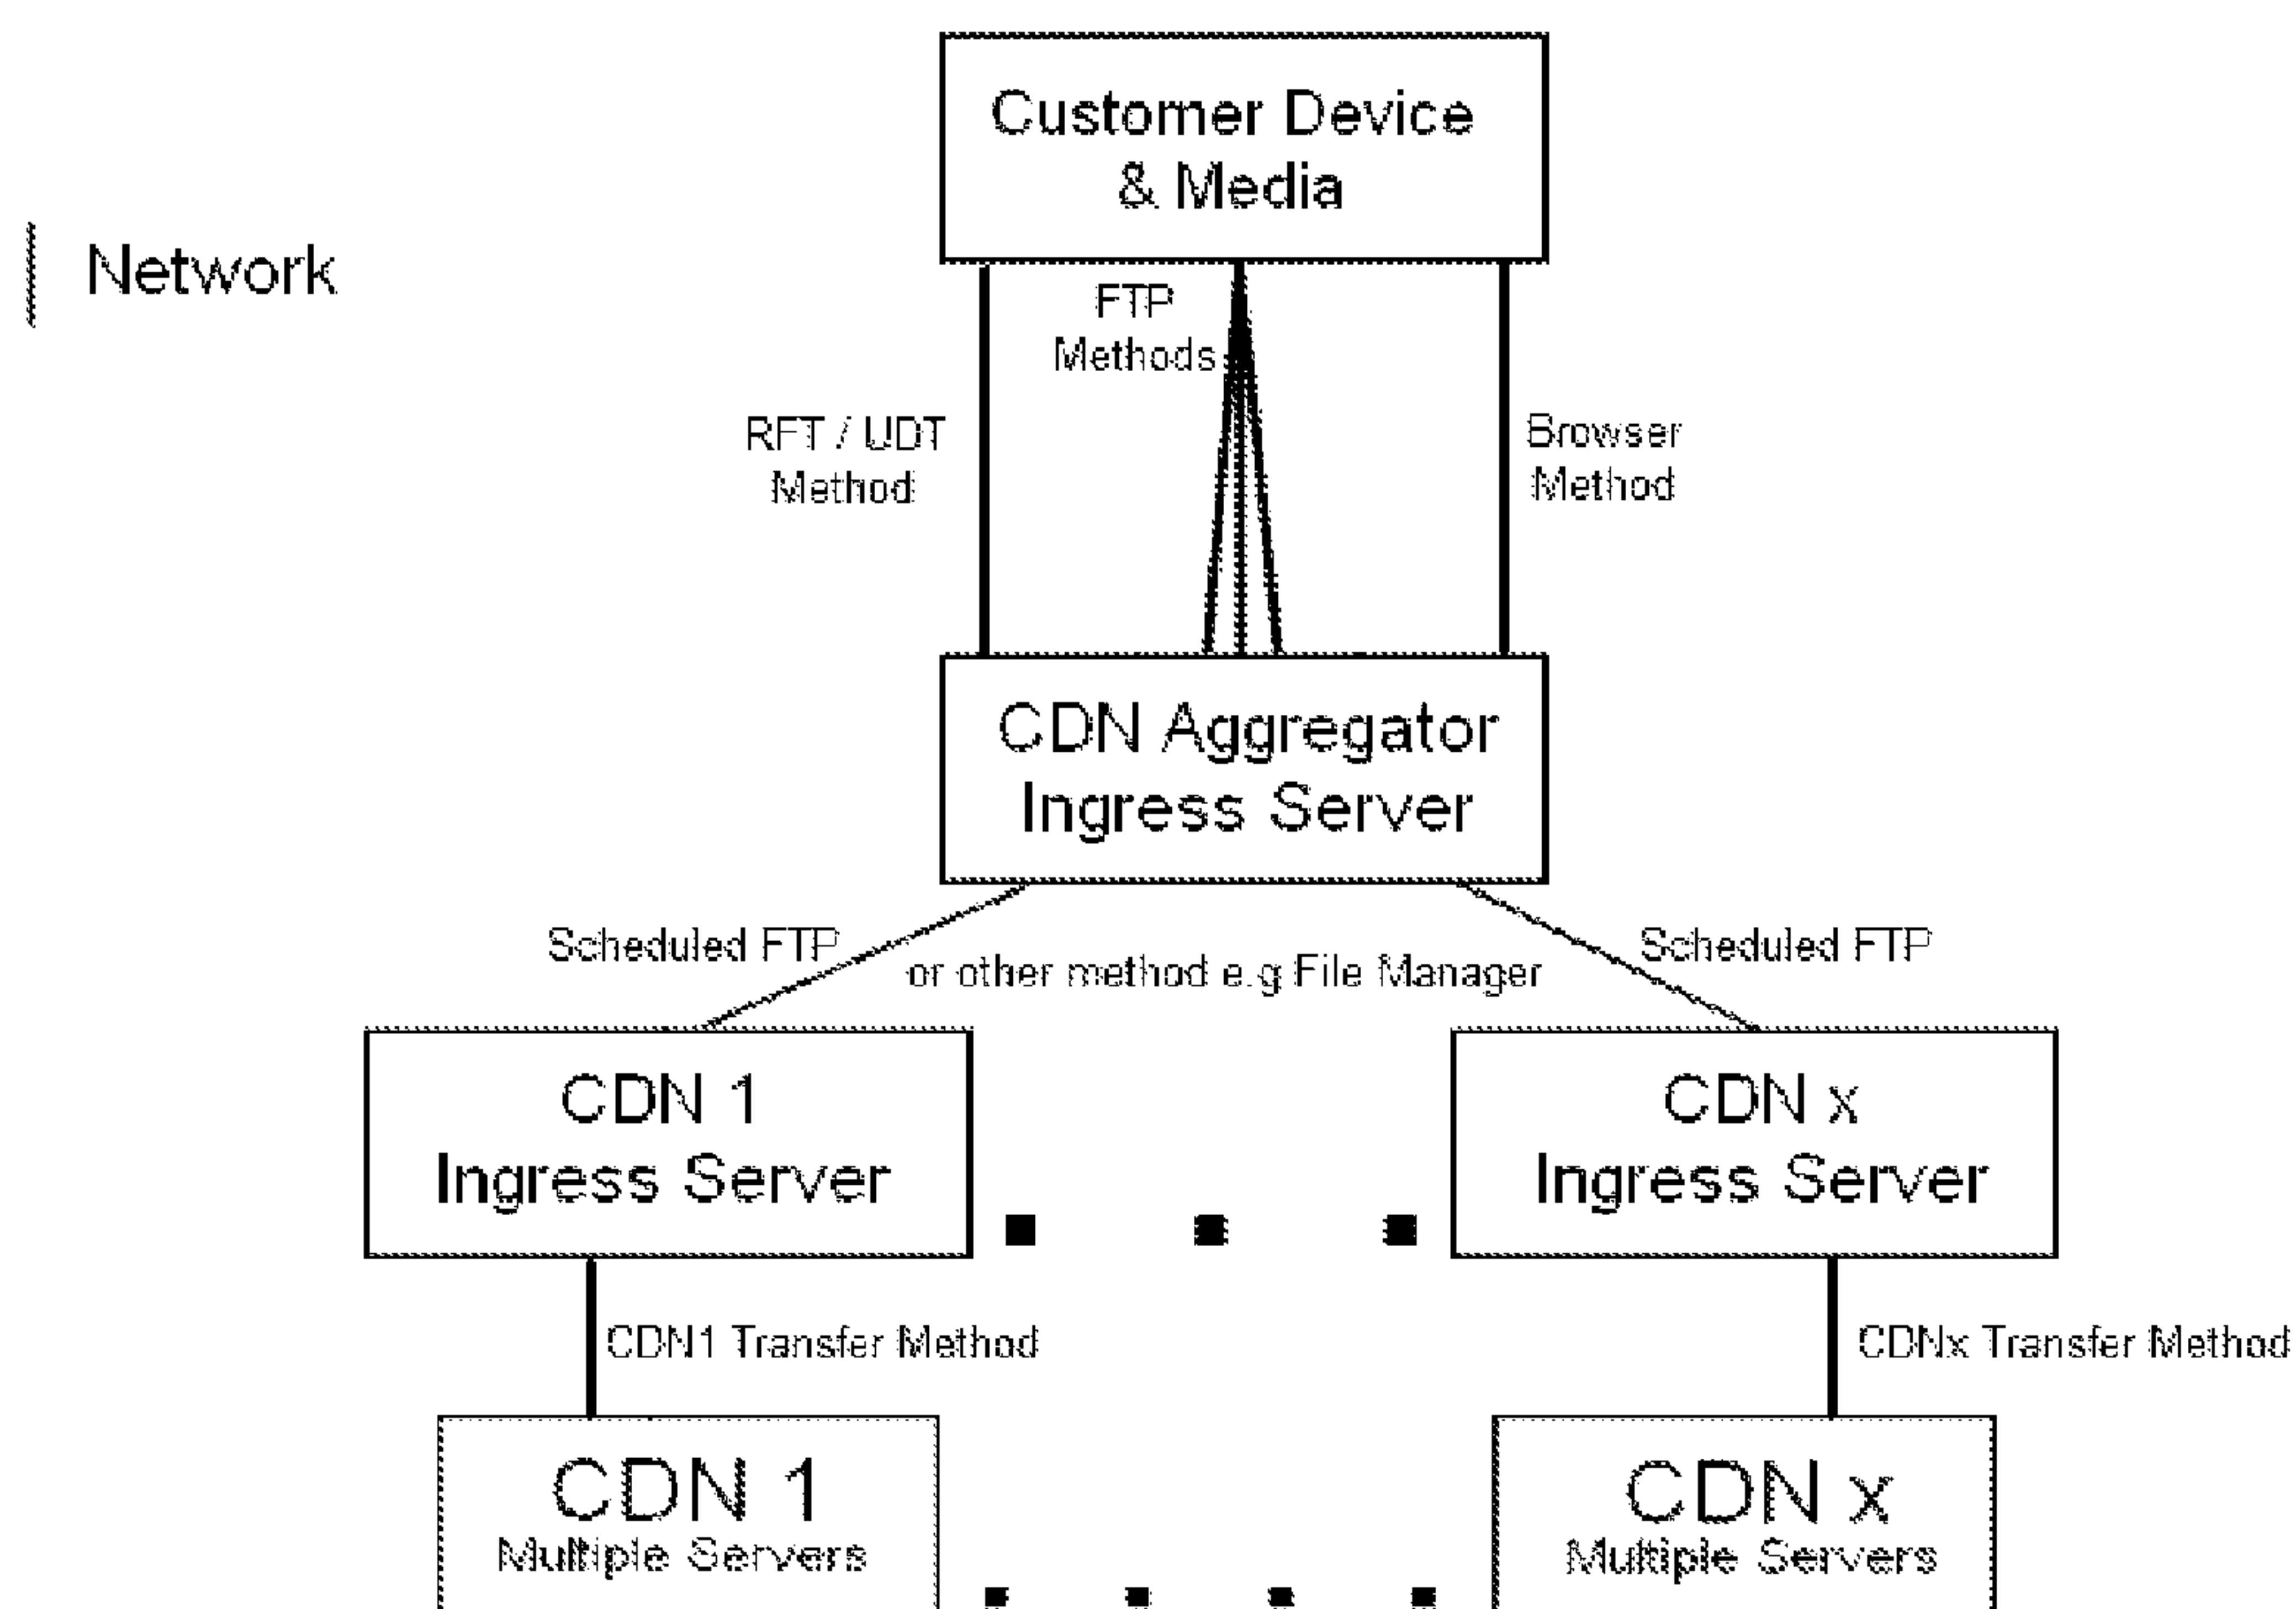 Customer Device
& Media
Network
FTP
Methods
RFT / UDT
Method
Browser
Method
CDN Aggregator
Ingress Server
Scheduled FTP
or other method e.g File Manager
Scheduled FTP
CDN 1
Ingress Server
CDN x
Ingress Server
CDN1 Transfer Method
CDNx Transfer Method
CDN 1
Multiple Servers
CDN x
Multiple Servers